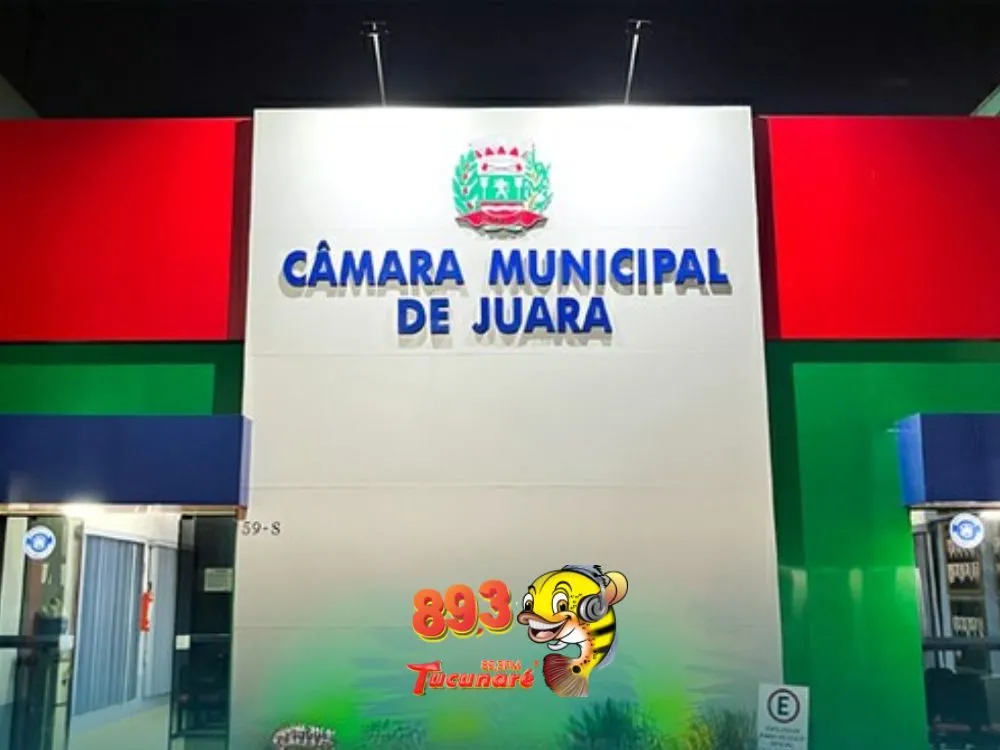 CÂMARA MUNICIPAL
DE JUARA
59-S
89,3
Tucunaré
E